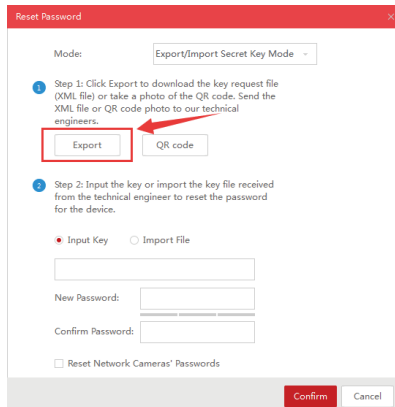 Reset Password
Mode: Export/Import Secret Key Mode
1 Step 1: Click Export to download the key request file
(XML file) or take a photo of the QR code. Send the
XML file or QR code photo to our technical
engineers.
Export QR code
2 Step 2: Input the key or import the key file received
from the technical engineer to reset the password
for the device.
Input Key Import File
New Password:
Confirm Password:
Reset Network Cameras' Passwords
Confirm Cancel